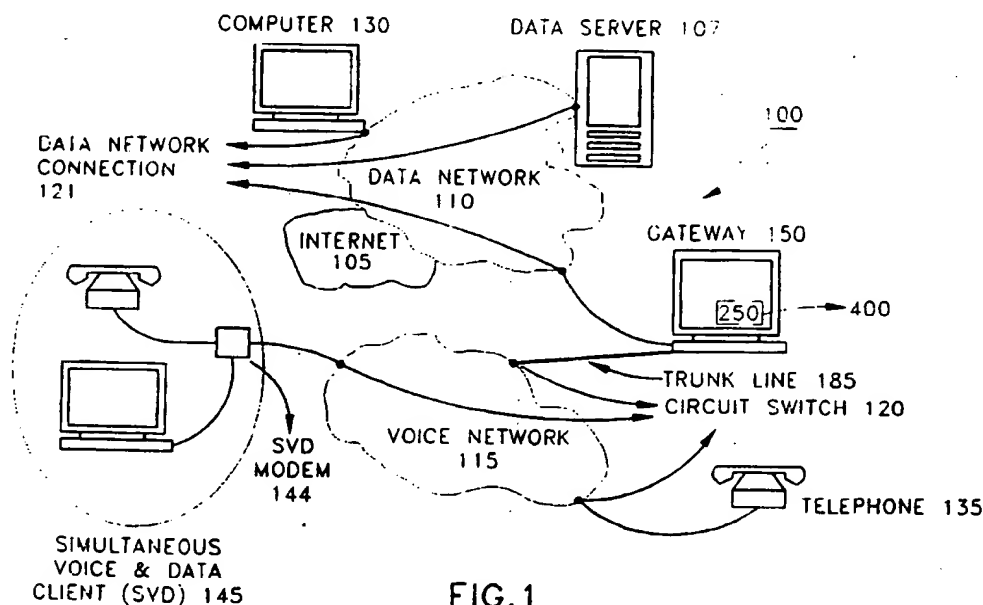 COMPUTER 130
DATA SERVER 107
100
DATA NETWORK
CONNECTION
121
DATA NETWORK
110
INTERNET
105
GATEWAY 150
250
400
TRUNK LINE 185
CIRCUIT SWITCH 120
VOICE NETWORK
115
SVD
MODEM
144
TELEPHONE 135
SIMULTANEOUS
VOICE & DATA
CLIENT (SVD) 145
FIG.1